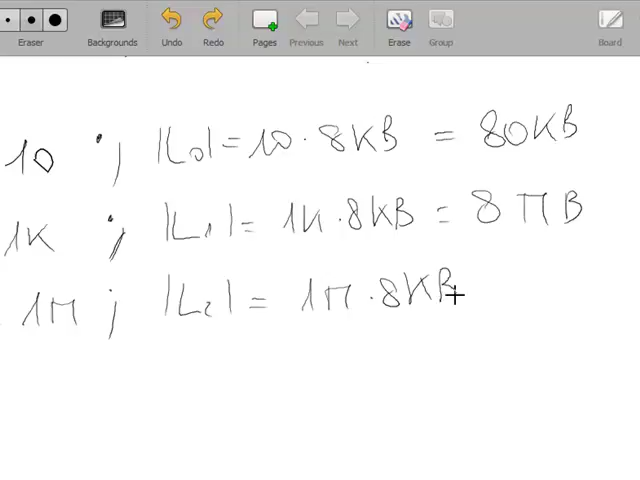 Eraser Backgrounds Undo Redo Pages Previous Next Erase Group Board
10 ; |L₀| = 10 · 8KB = 80KB
1K ; |L₁| = 1K · 8KB = 8MB
1M ; |L₂| = 1M · 8KB